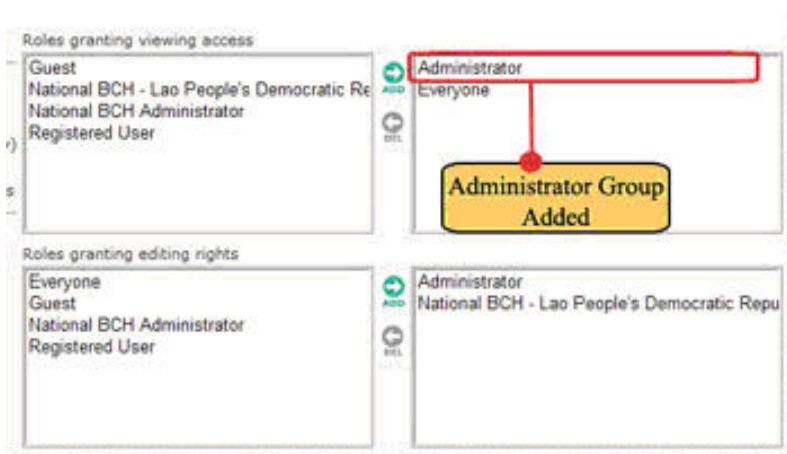 Roles granting viewing access
Guest
National BCH - Lao People's Democratic Re
National BCH Administrator
Registered User
ADD
DEL
Administrator
Everyone
Administrator Group
Added
y)
s
Roles granting editing rights
Everyone
Guest
National BCH Administrator
Registered User
ADD
DEL
Administrator
National BCH - Lao People's Democratic Repu